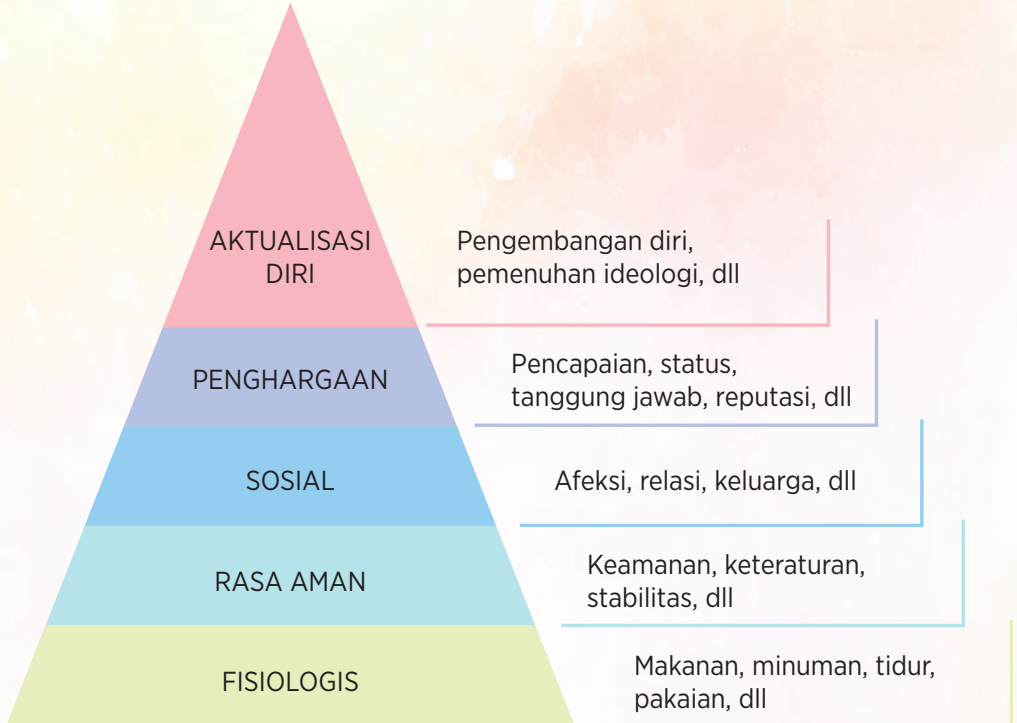 AKTUALISASI
DIRI
Pengembangan diri,
pemenuhan ideologi, dll
PENGHARGAAN
Pencapaian, status,
tanggung jawab, reputasi, dll
SOSIAL
Afeksi, relasi, keluarga, dll
RASA AMAN
Keamanan, keteraturan,
stabilitas, dll
FISIOLOGIS
Makanan, minuman, tidur,
pakaian, dll